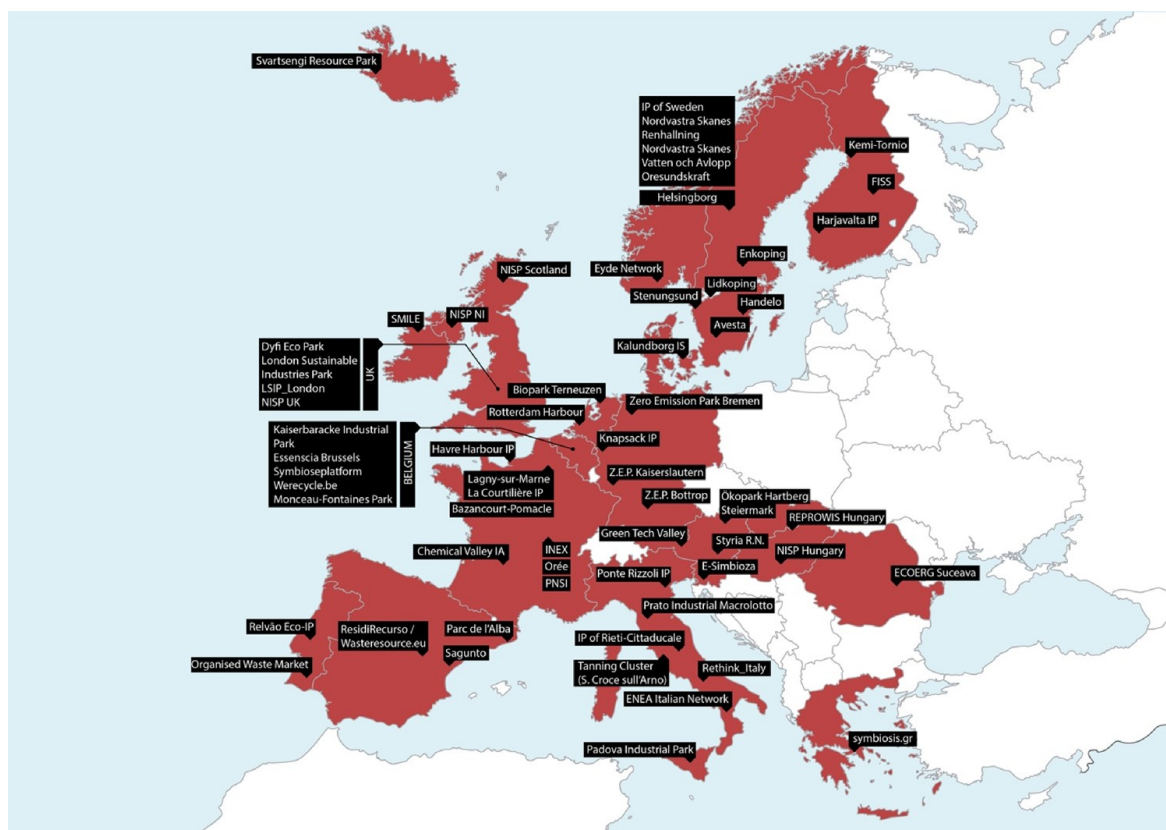 Svartsengi Resource Park
IP of Sweden
Nordvastra Skanes
Renhallning
Nordvastra Skanes
Vatten och Avlopp
Oresundskraft
Helsingborg
Kemi-Tornio
FISS
Harjavalta IP
Enkoping
NISP Scotland
Eyde Network
Lidkoping
Stenungsund
Handelo
SMILE
NISP NI
Avesta
Kalundborg IS
Dyfi Eco Park
London Sustainable
Industries Park
LSIP_London
NISP UK
UK
Biopark Terneuzen
Zero Emission Park Bremen
Rotterdam Harbour
Kaiserbaracke Industrial
Park
Essenscia Brussels
Symbioseplatform
Werecycle.be
Monceau-Fontaines Park
BELGIUM
Knapsack IP
Havre Harbour IP
Lagny-sur-Marne
La Courtilière IP
Bazancourt-Pomacle
Z.E.P. Kaiserslautern
Z.E.P. Bottrop
Ökopark Hartberg
Steiermark
REPROWIS Hungary
Green Tech Valley
Styria R.N.
NISP Hungary
Chemical Valley IA
INEX
Orée
PNSI
Ponte Rizzoli IP
E-Simbioza
ECOERG Suceava
Prato Industrial Macrolotto
Relvão Eco-IP
ResidiRecurso /
Wasteresource.eu
Parc de l'Alba
Sagunto
IP of Rieti-Cittaducale
Organised Waste Market
Tanning Cluster
(S. Croce sull'Arno)
Rethink_Italy
ENEA Italian Network
Padova Industrial Park
symbiosis.gr